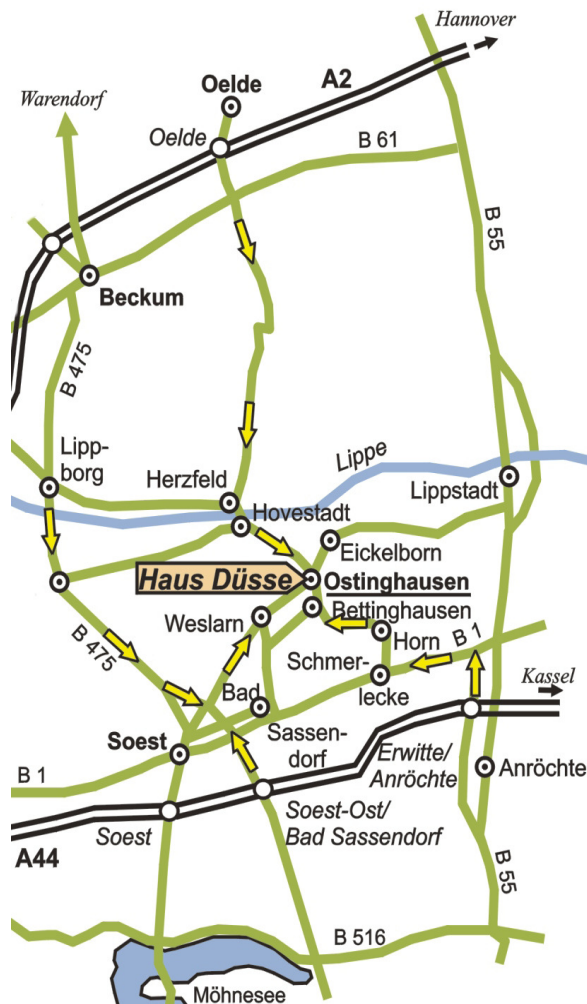 Hannover
Oelde
A2
Warendorf
Oelde
B 61
B 55
Beckum
B 475
Lipp-
borg
Lippe
Herzfeld
Lippstadt
Hovestadt
Eickelborn
Haus Düsse
Ostinghausen
Bettinghausen
Weslarn
B 475
Horn
B 1
Schmer-
lecke
Bad
Sassen-
dorf
Kassel
Soest
Erwitte/
Anröchte
Anröchte
B 1
Soest
Soest-Ost/
Bad Sassendorf
A44
B 55
B 516
Möhnesee